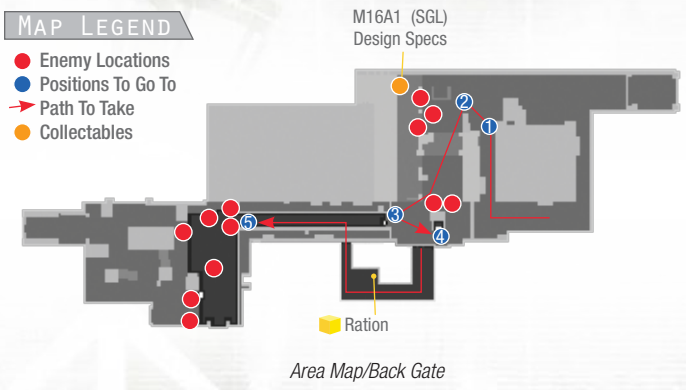 MAP LEGEND
Enemy Locations
Positions To Go To
Path To Take
Collectables
M16A1 (SGL)
Design Specs
2
1
3
4
5
Ration
Area Map/Back Gate